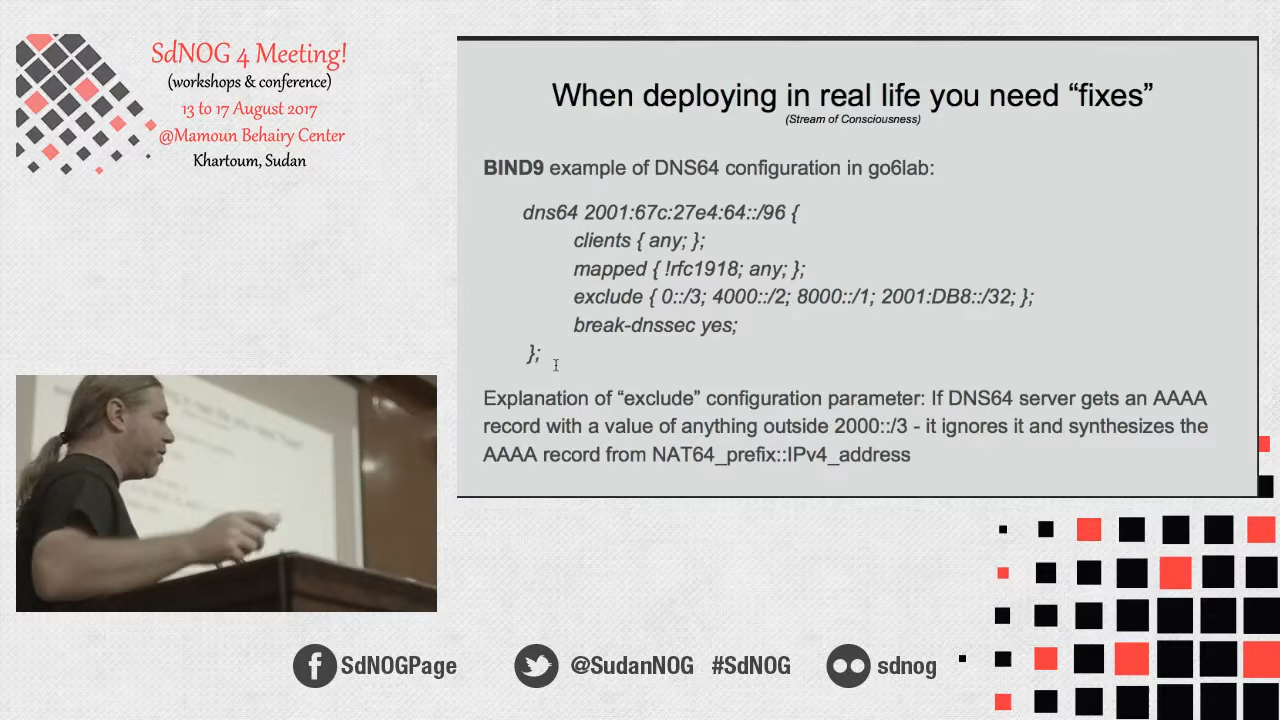 SdNOG 4 Meeting!
(workshops & conference)
13 to 17 August 2017
@Mamoun Behairy Center
Khartoum, Sudan
When deploying in real life you need “fixes”
(Stream of Consciousness)
BIND9 example of DNS64 configuration in go6lab:
dns64 2001:67c:27e4:64::/96 {
clients { any; };
mapped { !rfc1918; any; };
exclude { 0::/3; 4000::/2; 8000::/1; 2001:DB8::/32; };
break-dnssec yes;
};
Explanation of “exclude” configuration parameter: If DNS64 server gets an AAAA
record with a value of anything outside 2000::/3 - it ignores it and synthesizes the
AAAA record from NAT64_prefix::IPv4_address
SdNOGPage
@SudanNOG #SdNOG
sdnog